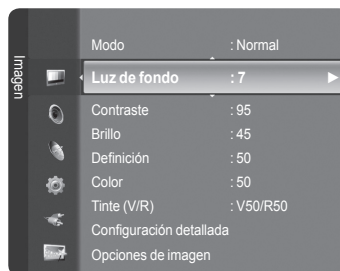 Imagen
Modo : Normal
Luz de fondo : 7
Contraste : 95
Brillo : 45
Definición : 50
Color : 50
Tinte (V/R) : V50/R50
Configuración detallada
Opciones de imagen